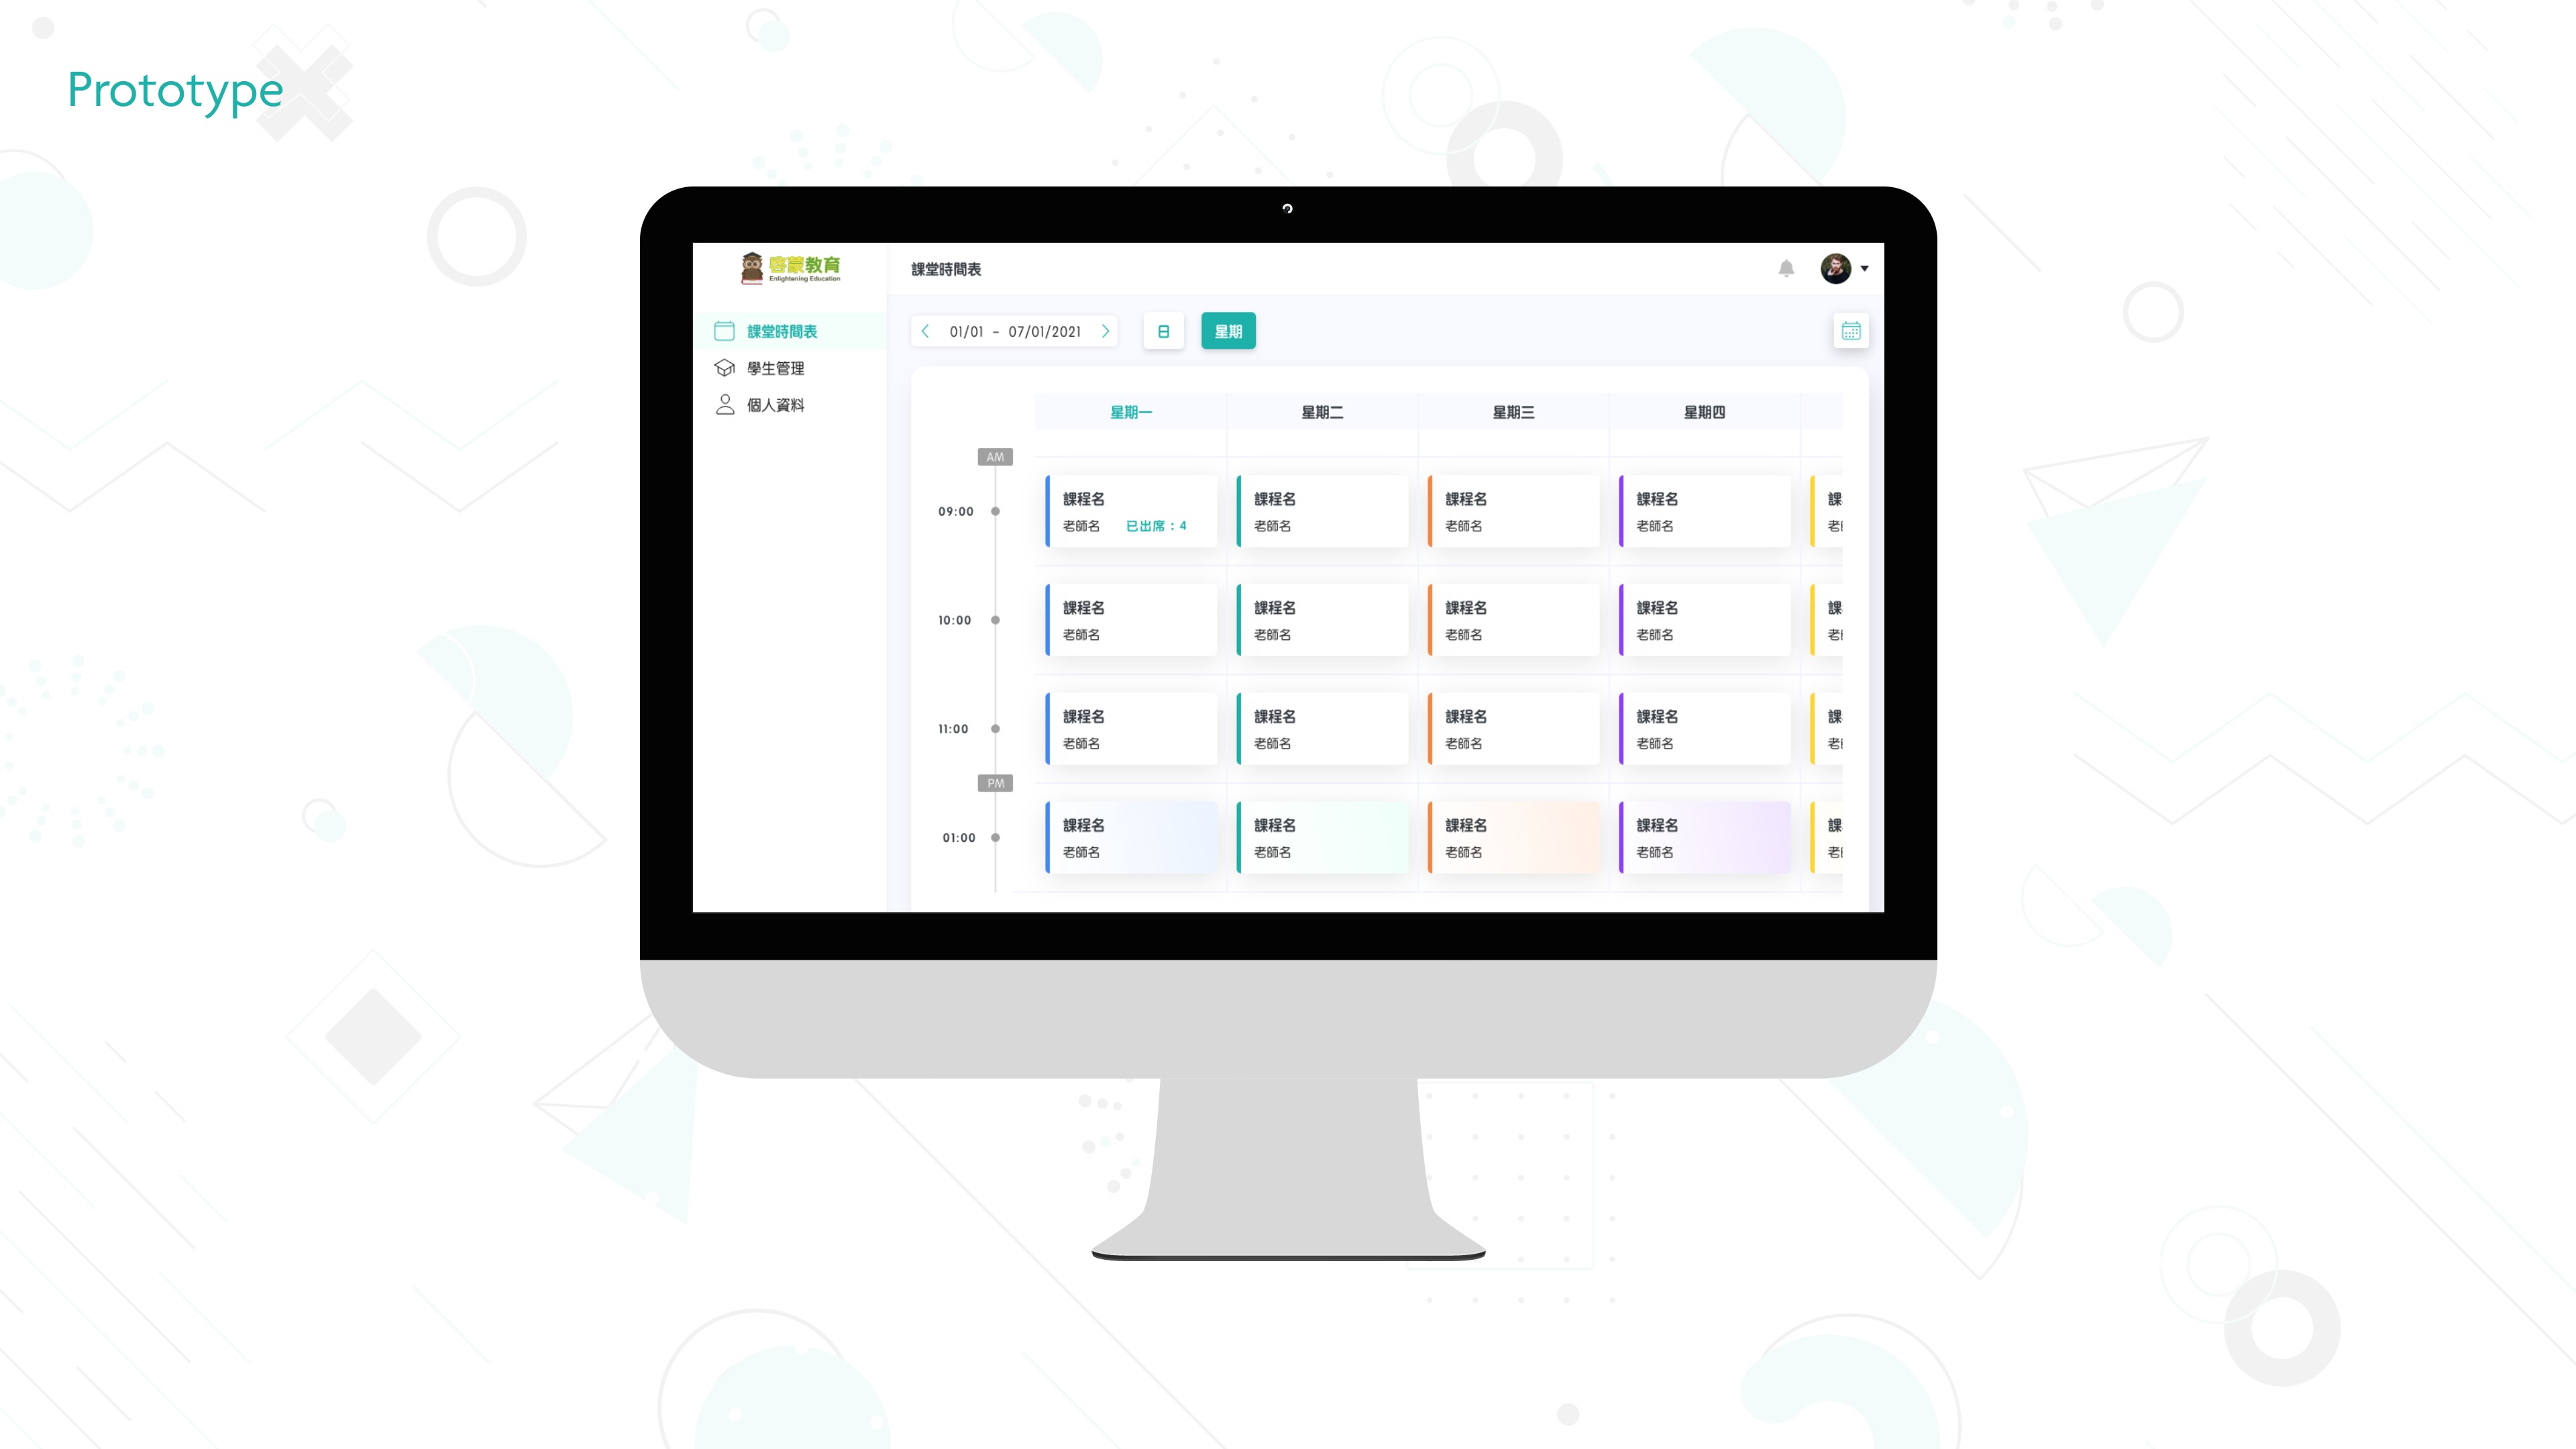 Prototype
啓蒙教育
Enlightening Education
課堂時間表
課堂時間表
學生管理
個人資料
01/01 - 07/01/2021
日
星期
星期一
星期二
星期三
星期四
AM
09:00
課程名
老師名
已出席：4
課程名
老師名
課程名
老師名
課程名
老師名
課
10:00
課程名
老師名
課程名
老師名
課程名
老師名
課程名
老師名
課
11:00
課程名
老師名
課程名
老師名
課程名
老師名
課程名
老師名
課
PM
01:00
課程名
老師名
課程名
老師名
課程名
老師名
課程名
老師名
課